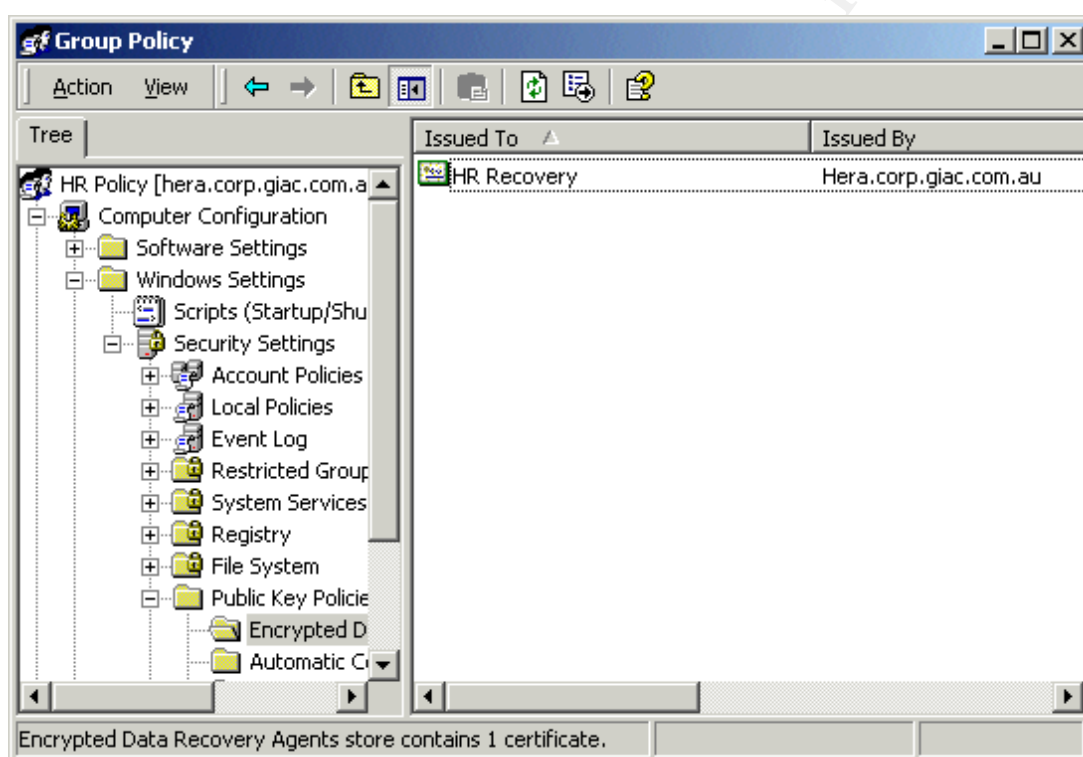 Group Policy
Action View
Tree
Issued To Issued By
HR Policy [hera.corp.giac.com.a
HR Recovery Hera.corp.giac.com.au
Computer Configuration
Software Settings
Windows Settings
Scripts (Startup/Shu
Security Settings
Account Policies
Local Policies
Event Log
Restricted Group
System Services
Registry
File System
Public Key Policie
Encrypted D
Automatic C
Encrypted Data Recovery Agents store contains 1 certificate.